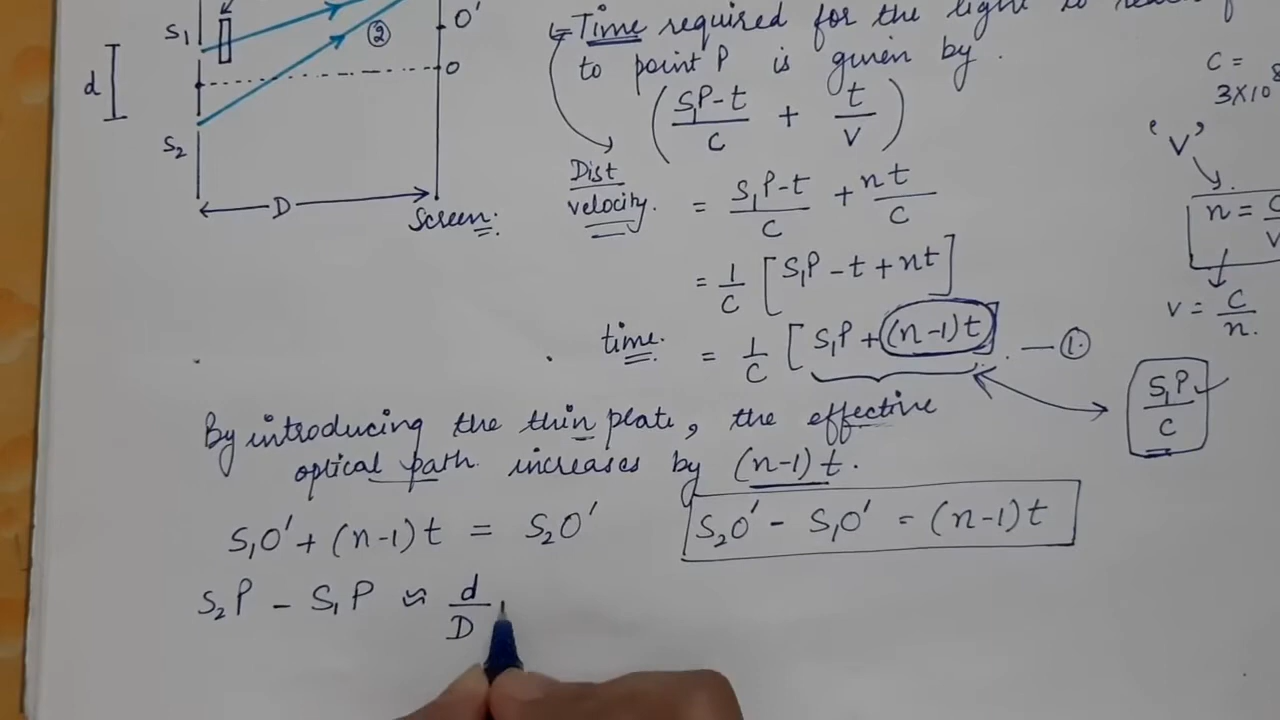 S₁
②
O'
O
d
S₂
D
Screen:
Time required for the light to
to point P is given by.
(S₁P-t/C + t/V)
Dist
velocity.
= S₁P-t/C + nt/C
= 1/C [S₁P - t + nt]
time. = 1/C [S₁P + (n-1)t]. — ①.
C =
3×10⁸
'V'
n = C/V
V = C/n.
S₁P/C
By introducing the thin plate, the effective
optical path increases by (n-1)t.
S₁O' + (n-1)t = S₂O'
S₂O' - S₁O' = (n-1)t
S₂P - S₁P ≈ d/D